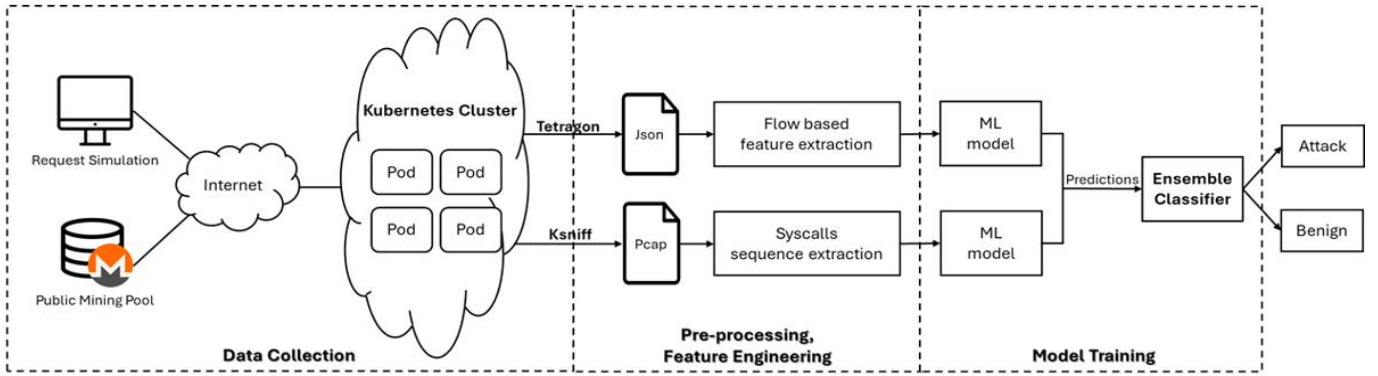 Request Simulation
Public Mining Pool
Internet
Kubernetes Cluster
Pod
Pod
Pod
Pod
Data Collection
Tetragon
Ksniff
Json
Pcap
Flow based
feature extraction
Syscalls
sequence extraction
Pre-processing,
Feature Engineering
ML
model
ML
model
Predictions
Ensemble
Classifier
Model Training
Attack
Benign